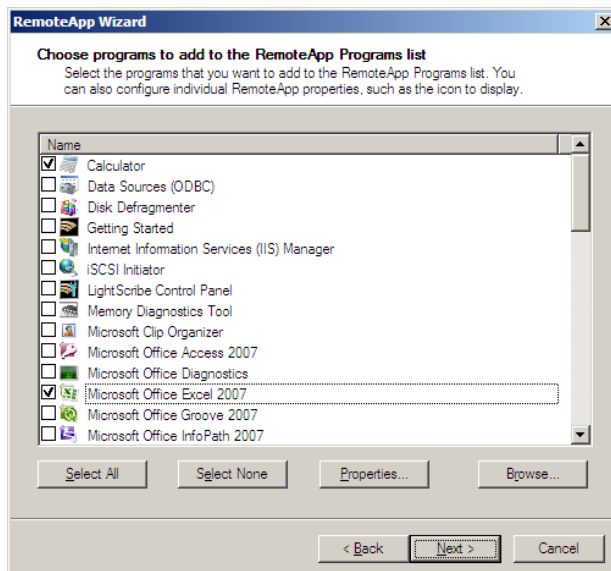 RemoteApp Wizard
Choose programs to add to the RemoteApp Programs list
Select the programs that you want to add to the RemoteApp Programs list. You
can also configure individual RemoteApp properties, such as the icon to display.
Name
Calculator
Data Sources (ODBC)
Disk Defragmenter
Getting Started
Internet Information Services (IIS) Manager
iSCSI Initiator
LightScribe Control Panel
Memory Diagnostics Tool
Microsoft Clip Organizer
Microsoft Office Access 2007
Microsoft Office Diagnostics
Microsoft Office Excel 2007
Microsoft Office Groove 2007
Microsoft Office InfoPath 2007
Select All Select None Properties... Browse...
< Back Next > Cancel